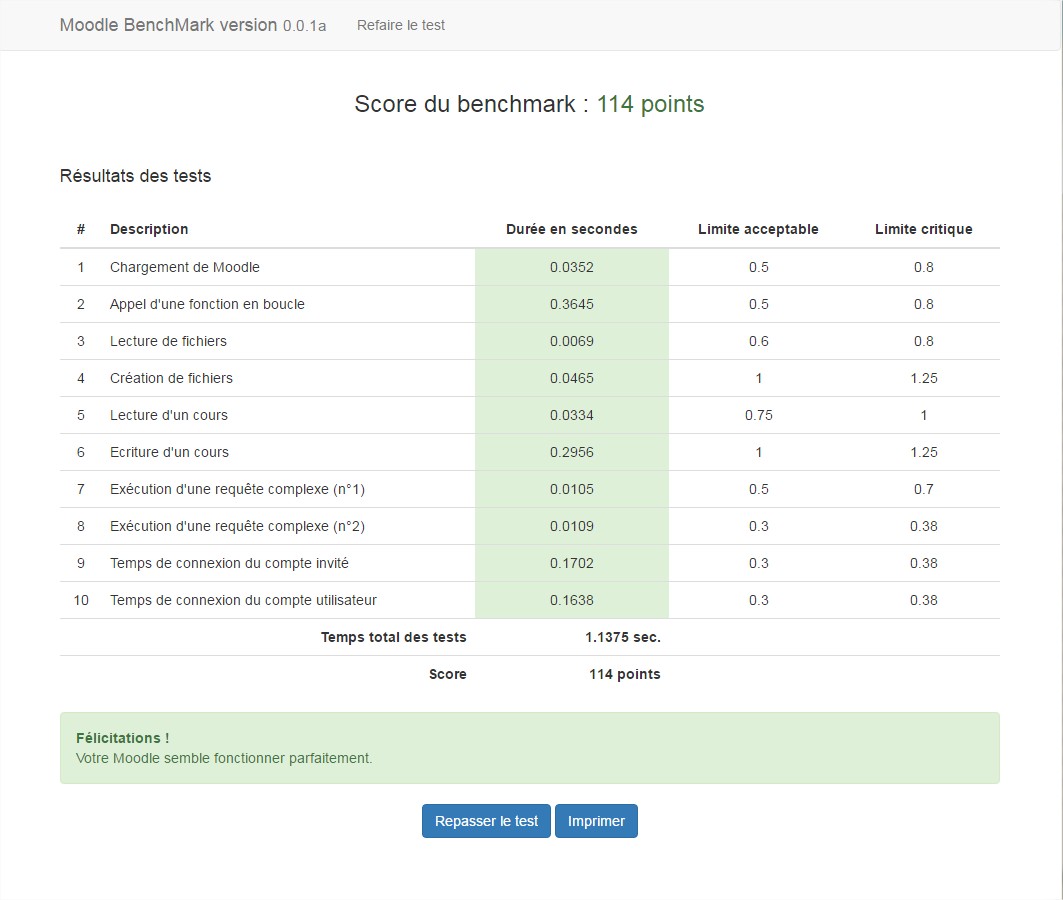 Moodle BenchMark version 0.0.1a Refaire le test
Score du benchmark : 114 points
Résultats des tests
# Description Durée en secondes Limite acceptable Limite critique
1 Chargement de Moodle 0.0352 0.5 0.8
2 Appel d'une fonction en boucle 0.3645 0.5 0.8
3 Lecture de fichiers 0.0069 0.6 0.8
4 Création de fichiers 0.0465 1 1.25
5 Lecture d'un cours 0.0334 0.75 1
6 Ecriture d'un cours 0.2956 1 1.25
7 Exécution d'une requête complexe (n°1) 0.0105 0.5 0.7
8 Exécution d'une requête complexe (n°2) 0.0109 0.3 0.38
9 Temps de connexion du compte invité 0.1702 0.3 0.38
10 Temps de connexion du compte utilisateur 0.1638 0.3 0.38
Temps total des tests 1.1375 sec.
Score 114 points
Félicitations !
Votre Moodle semble fonctionner parfaitement.
Repasser le test Imprimer